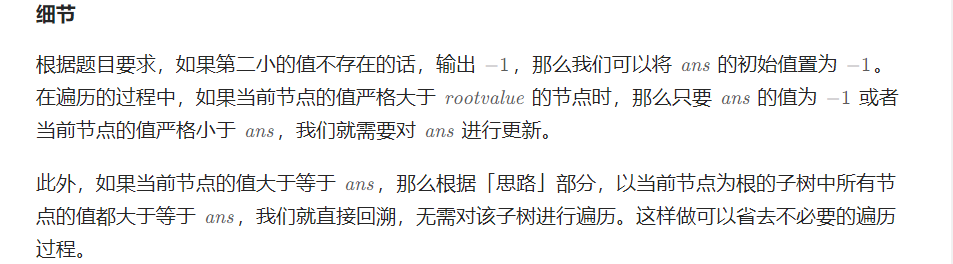 细节
根据题目要求，如果第二小的值不存在的话，输出 −1，那么我们可以将 ans 的初始值置为 −1。
在遍历的过程中，如果当前节点的值严格大于 rootvalue 的节点时，那么只要 ans 的值为 −1 或者
当前节点的值严格小于 ans，我们就需要对 ans 进行更新。
此外，如果当前节点的值大于等于 ans，那么根据「思路」部分，以当前节点为根的子树中所有节
点的值都大于等于 ans，我们就直接回溯，无需对该子树进行遍历。这样做可以省去不必要的遍历
过程。